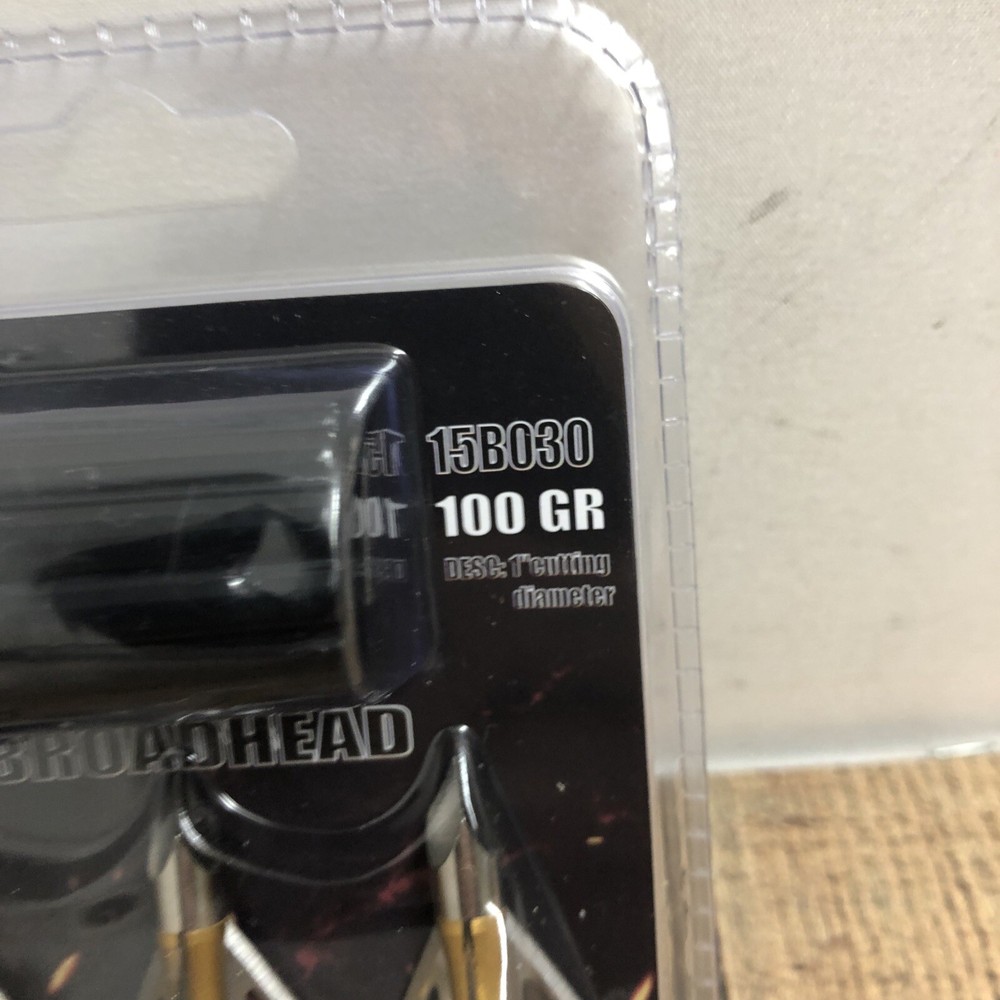 15B030
100 GR
DESC: 1"cutting
diameter
BROADHEAD